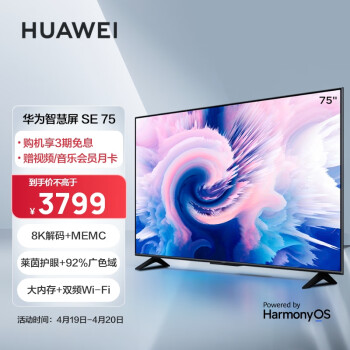 HUAWEI
华为智慧屏 SE 75
购机享3期免息
赠视频/音乐会员月卡
到手价不高于
¥3799
8K解码+MEMC
莱茵护眼+92%广色域
大内存+双频Wi-Fi
活动时间：4月19日-4月20日
75"
Powered by
HarmonyOS